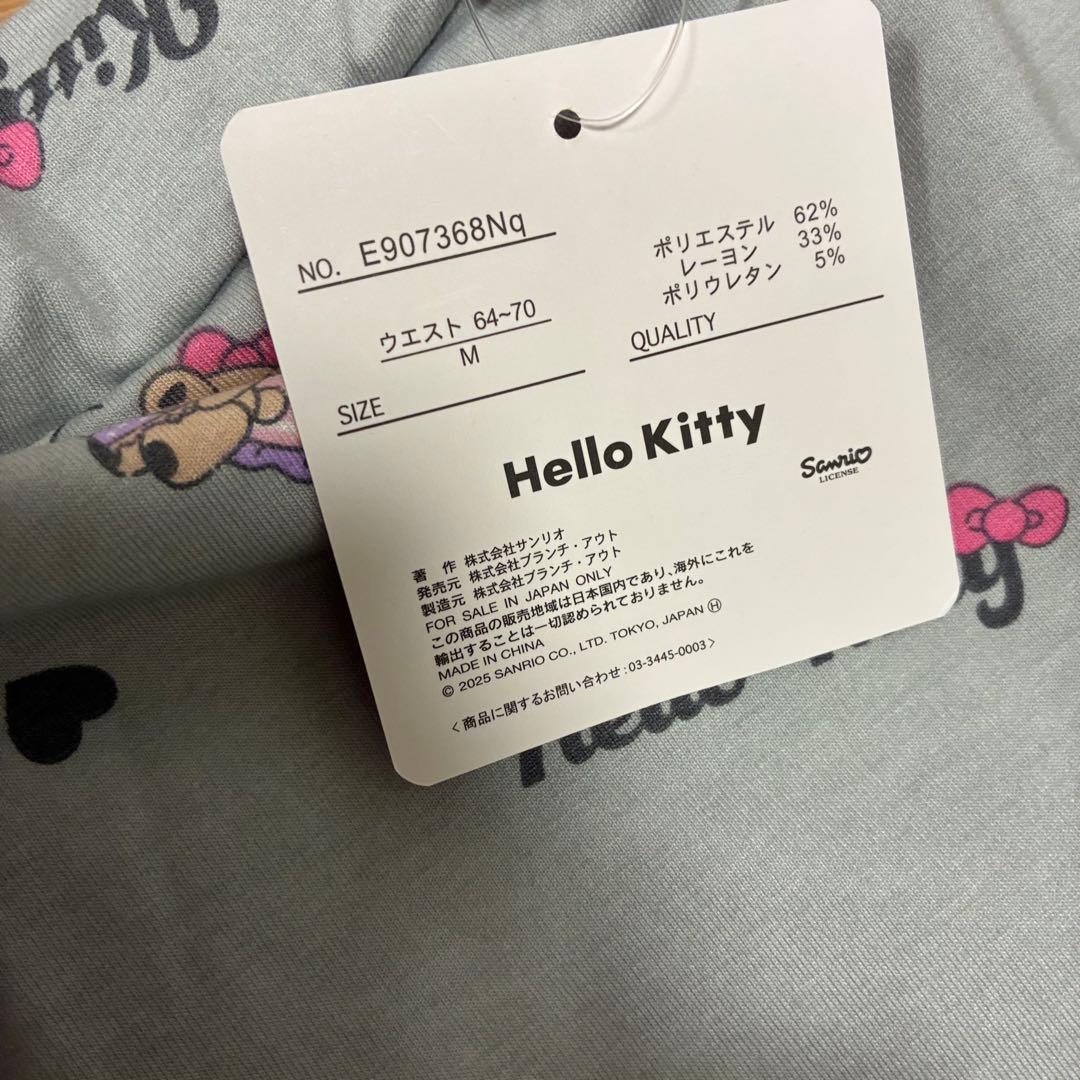 Kitty
NO. E907368Nq
ウエスト 64~70
M
SIZE
ポリエステル 62%
レーヨン 33%
ポリウレタン 5%
QUALITY
Hello Kitty
Sanrio
LICENSE
著 作 株式会社サンリオ
発売元 株式会社ブランチ・アウト
製造元 株式会社ブランチ・アウト
FOR SALE IN JAPAN ONLY
この商品の販売地域は日本国内であり、海外にこれを
輸出することは一切認められておりません。
MADE IN CHINA
© 2025 SANRIO CO., LTD. TOKYO, JAPAN Ⓗ
<商品に関するお問い合わせ:03-3445-0003>
Hello